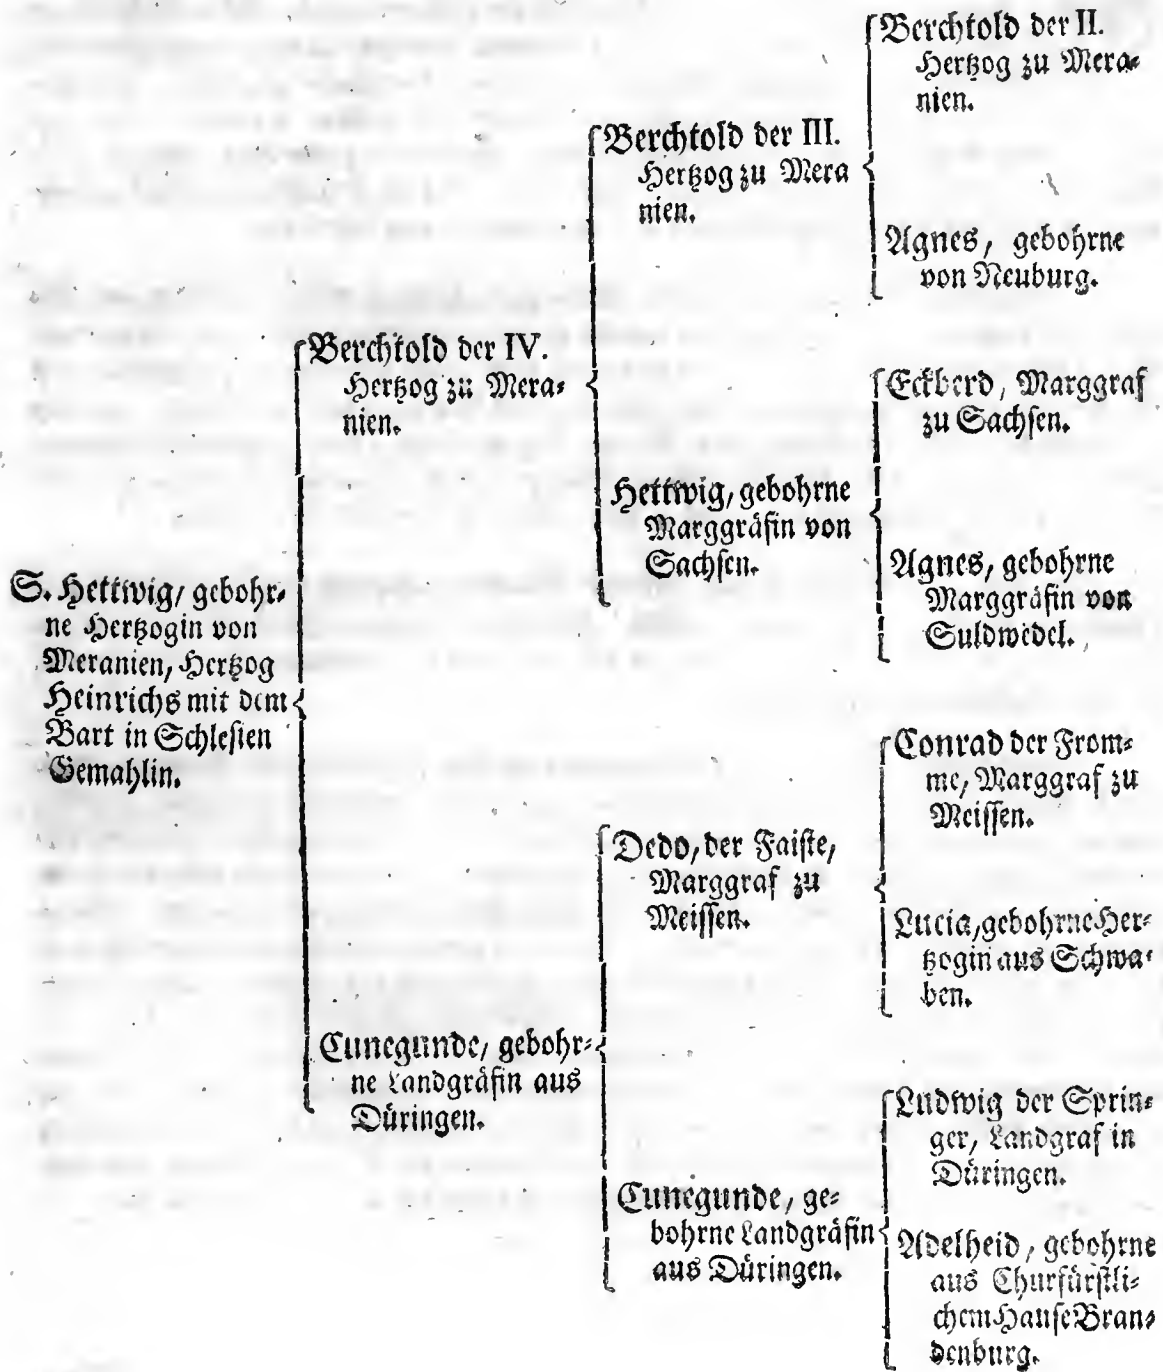 S. Hettwig, gebohr-
ne Hertzogin von
Meranien, Hertzog
Heinrichs mit dem
Bart in Schlesien
Gemahlin.
Berchtold der IV.
Hertzog zu Mera-
nien.
Cunegunde, gebohr-
ne Landgräfin aus
Düringen.
Berchtold der III.
Hertzog zu Mera
nien.
Hettwig, gebohrne
Marggräfin von
Sachsen.
Dedo, der Faiste,
Marggraf zu
Meissen.
Cunegunde, ge-
bohrne Landgräfin
aus Düringen.
Berchtold der II.
Hertzog zu Mera-
nien.
Agnes, gebohrne
von Neuburg.
Eckberd, Marggraf
zu Sachsen.
Agnes, gebohrne
Marggräfin von
Suldwedel.
Conrad der From-
me, Marggraf zu
Meissen.
Lucia, gebohrne Her-
tzogin aus Schwa-
ben.
Ludwig der Sprin-
ger, Landgraf in
Düringen.
Adelheid, gebohrne
aus Churfürstli-
chem Hause Bran-
denburg.